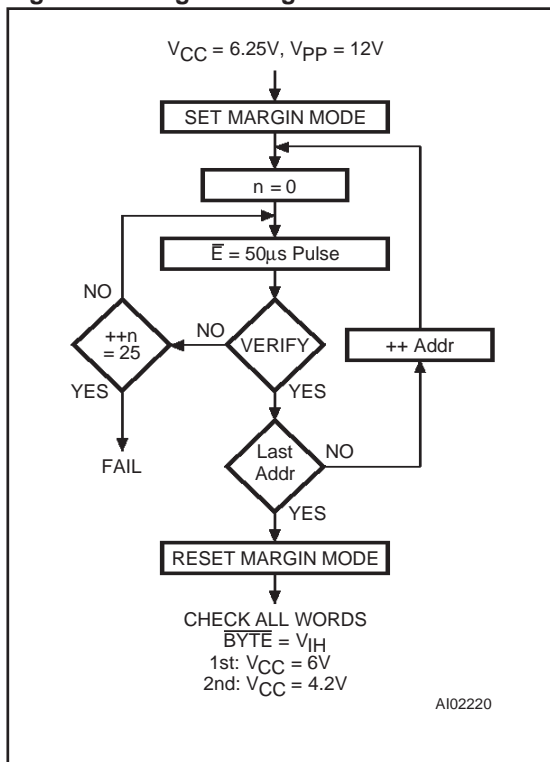 VCC = 6.25V, VPP = 12V
SET MARGIN MODE
n = 0
E̅ = 50µs Pulse
NO
++n
= 25
NO
VERIFY
++ Addr
YES
YES
FAIL
Last
Addr
NO
YES
RESET MARGIN MODE
CHECK ALL WORDS
B̅Y̅T̅E̅ = VIH
1st: VCC = 6V
2nd: VCC = 4.2V
AI02220